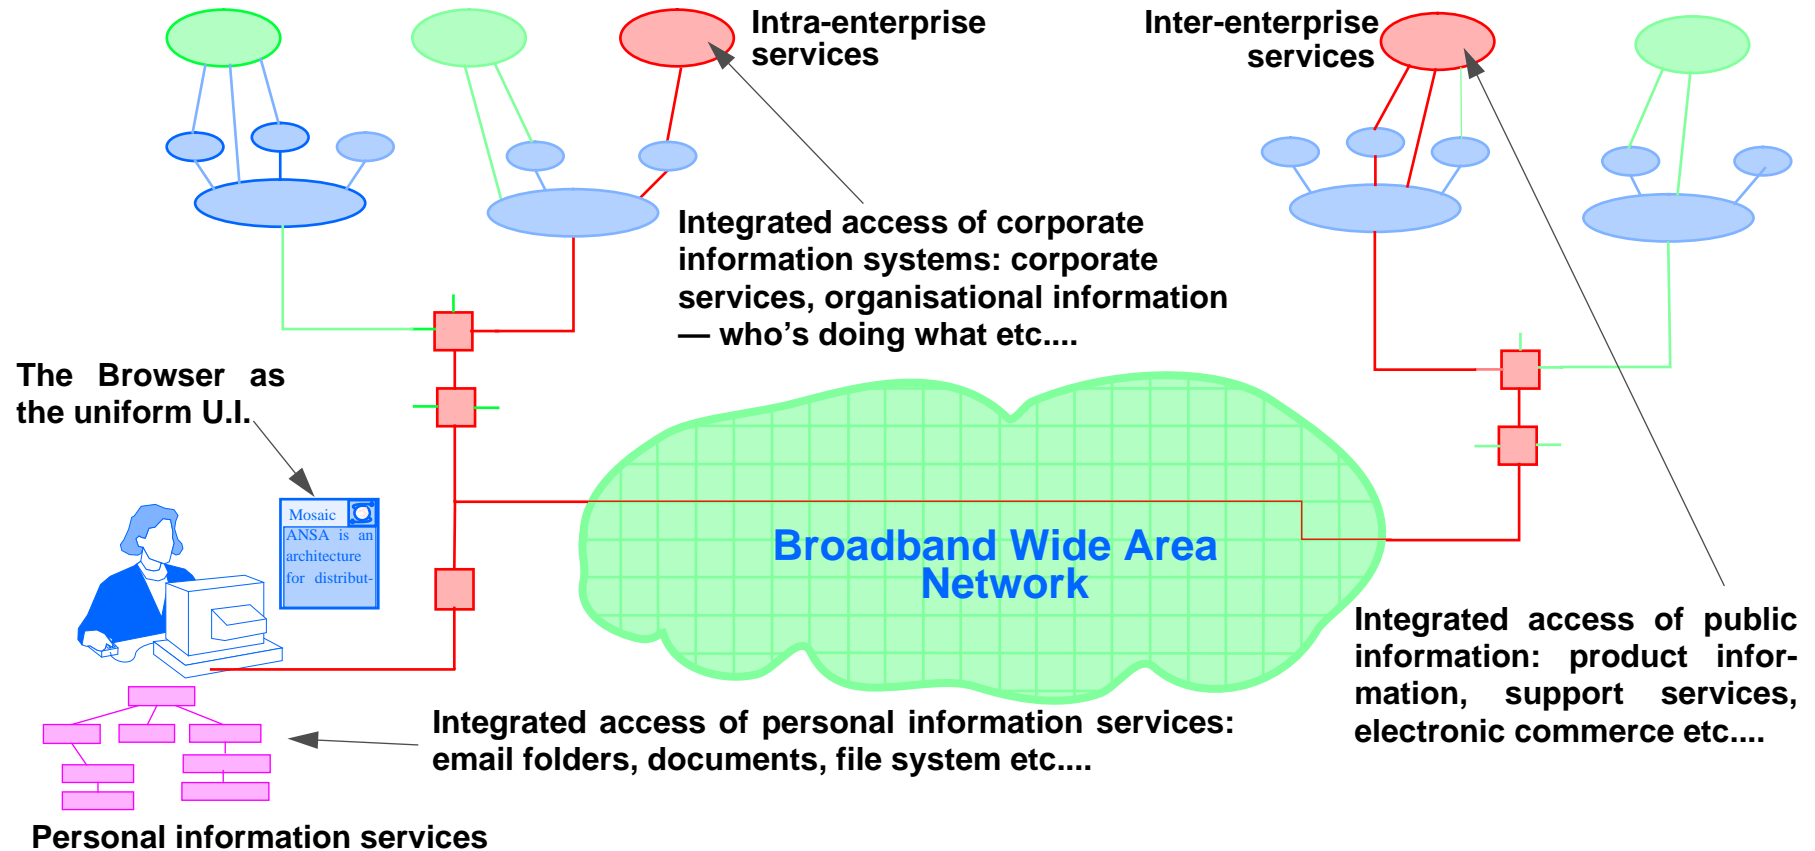 Intra-enterprise
services
Inter-enterprise
services
Integrated access of corporate
information systems: corporate
services, organisational information
— who’s doing what etc....
The Browser as
the uniform U.I.
Mosaic
ANSA is an
architecture
for distribut-
Broadband Wide Area
Network
Integrated access of public
information: product infor-
mation, support services,
electronic commerce etc....
Integrated access of personal information services:
email folders, documents, file system etc....
Personal information services